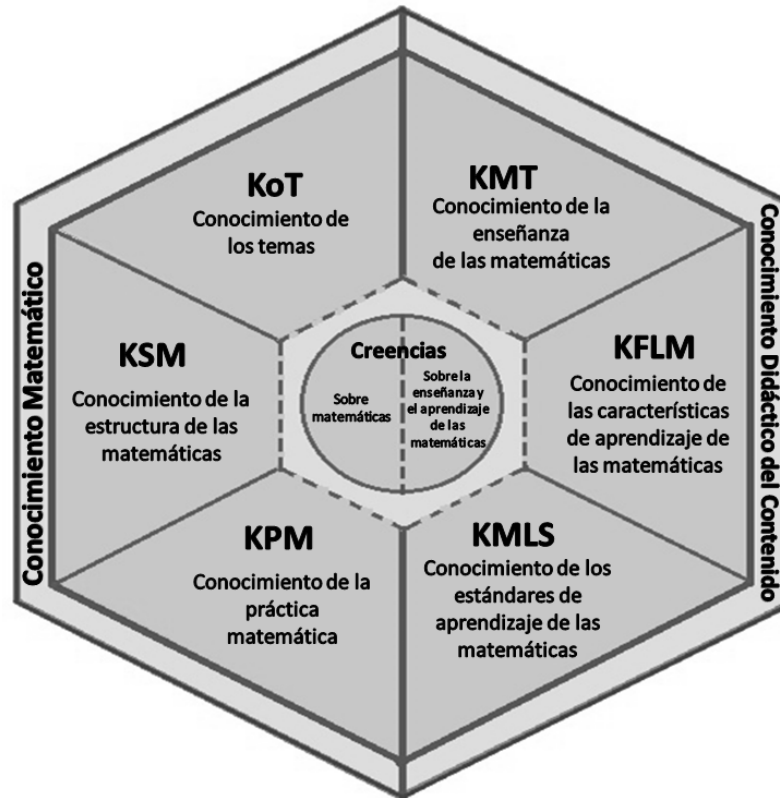 KoT
Conocimiento de
los temas
KMT
Conocimiento de la
enseñanza
de las matemáticas
Conocimiento Matemático
KSM
Conocimiento de la
estructura de las
matemáticas
Creencias
Sobre
matemáticas
Sobre la
enseñanza y
el aprendizaje
de las
matemáticas
KFLM
Conocimiento de
las características
de aprendizaje de
las matemáticas
Conocimiento Didáctico del Contenido
KPM
Conocimiento de la
práctica
matemática
KMLS
Conocimiento de los
estándares de
aprendizaje de las
matemáticas